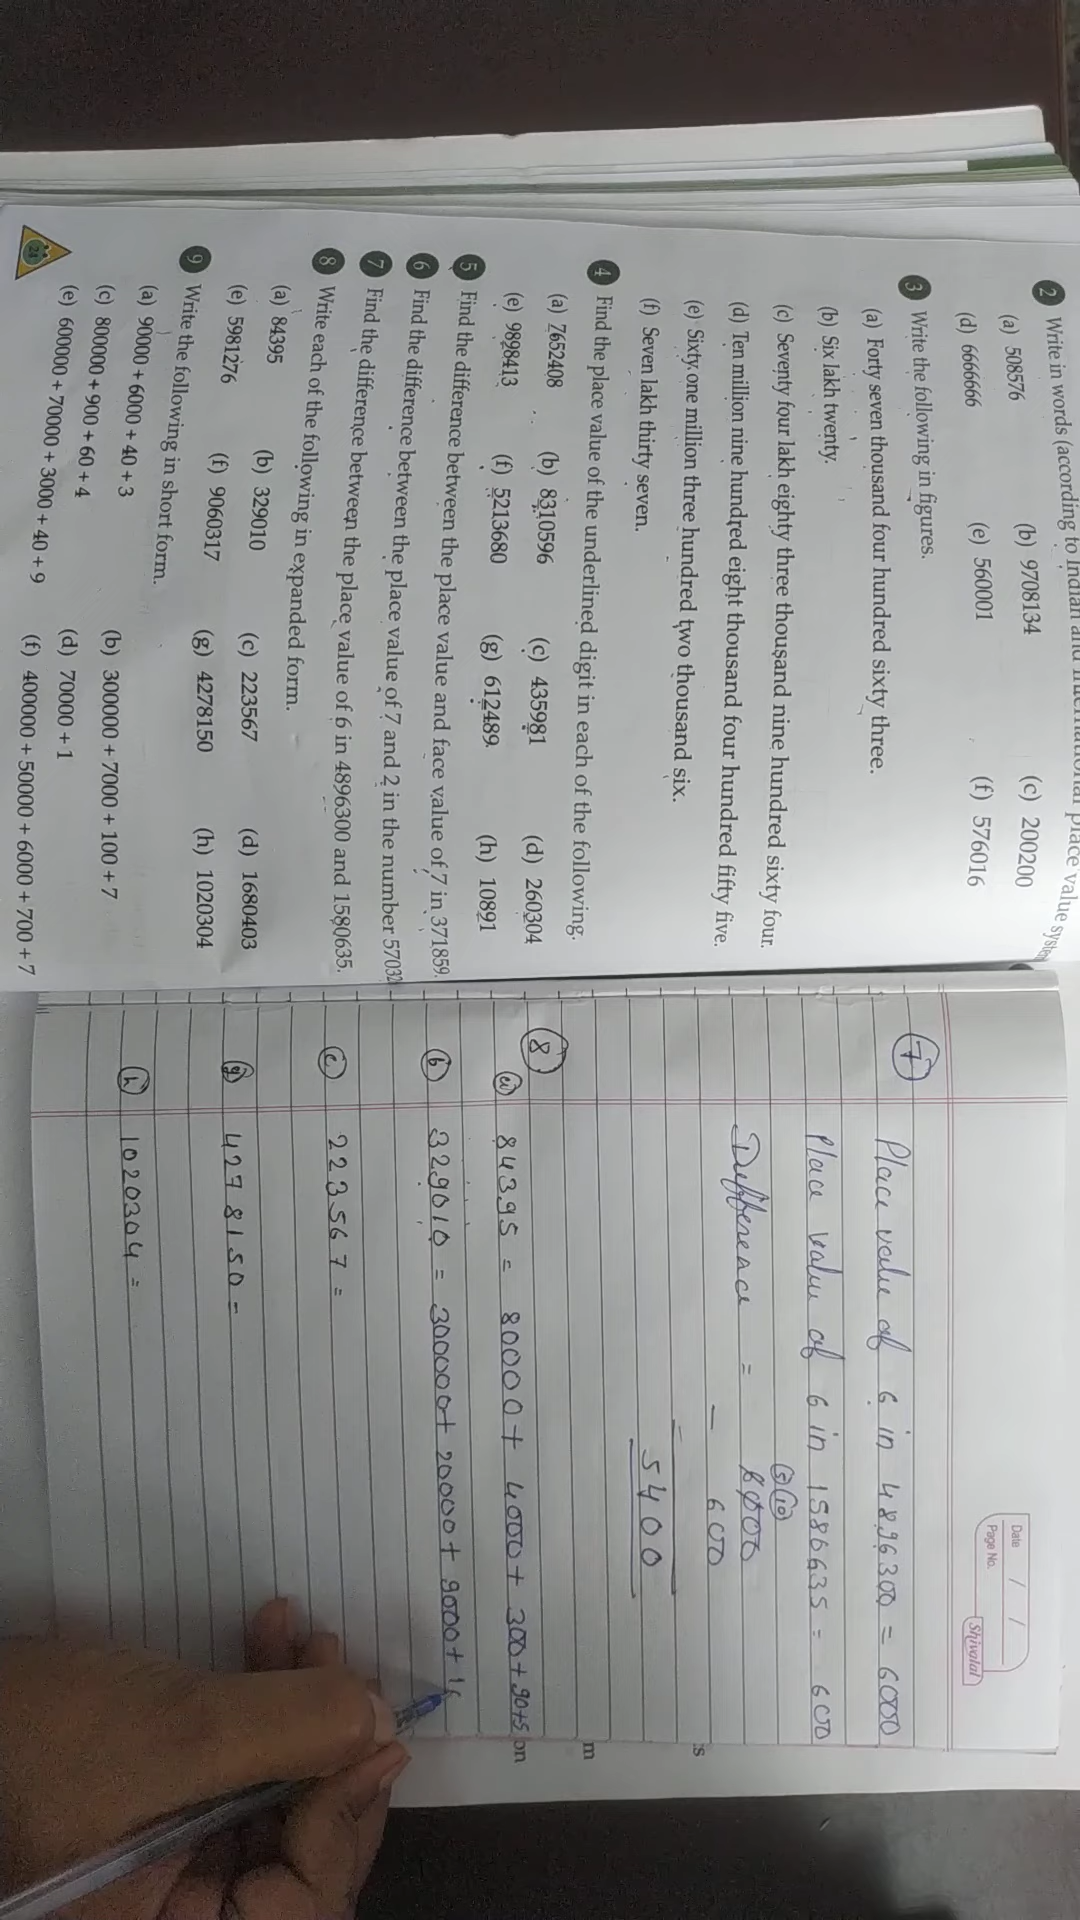 2 Write in words (according to Indian and International place value system
(a) 508576 (b) 9708134 (c) 200200
(d) 6666666 (e) 560001 (f) 576016
3 Write the following in figures.
(a) Forty seven thousand four hundred sixty three.
(b) Six lakh twenty.
(c) Seventy four lakh eighty three thousand nine hundred sixty four.
(d) Ten million nine hundred eight thousand four hundred fifty five.
(e) Sixty one million three hundred two thousand six.
(f) Seven lakh thirty seven.
4 Find the place value of the underlined digit in each of the following.
(a) 7652408 (b) 8310596 (c) 435981 (d) 260304
(e) 9898413 (f) 5213680 (g) 612489. (h) 10891
5 Find the difference between the place value and face value of 7 in 371859.
6 Find the difference between the place value of 7 and 2 in the number 57032
7 Find the difference between the place value of 6 in 4896300 and 1580635.
8 Write each of the following in expanded form.
(a) 84395 (b) 329010 (c) 223567 (d) 1680403
(e) 5981276 (f) 9060317 (g) 4278150 (h) 1020304
9 Write the following in short form.
(a) 90000 + 6000 + 40 + 3 (b) 300000 + 7000 + 100 + 7
(c) 800000 + 900 + 60 + 4 (d) 70000 + 1
(e) 600000 + 70000 + 3000 + 40 + 9 (f) 400000 + 50000 + 6000 + 700 + 7
24
Date / /
Page No.
Shivalal
7 Place value of 6 in 4896300 = 6000
Place value of 6 in 1586635 = 600
5 10
Difference = 6000
- 600
5400
8
a 84395 = 80000 + 4000 + 300 + 90+5
b 329010 = 300000 + 20000 + 9000 + 1
c 223567 =
g 4278150 =
h 1020304 =
s
m
on